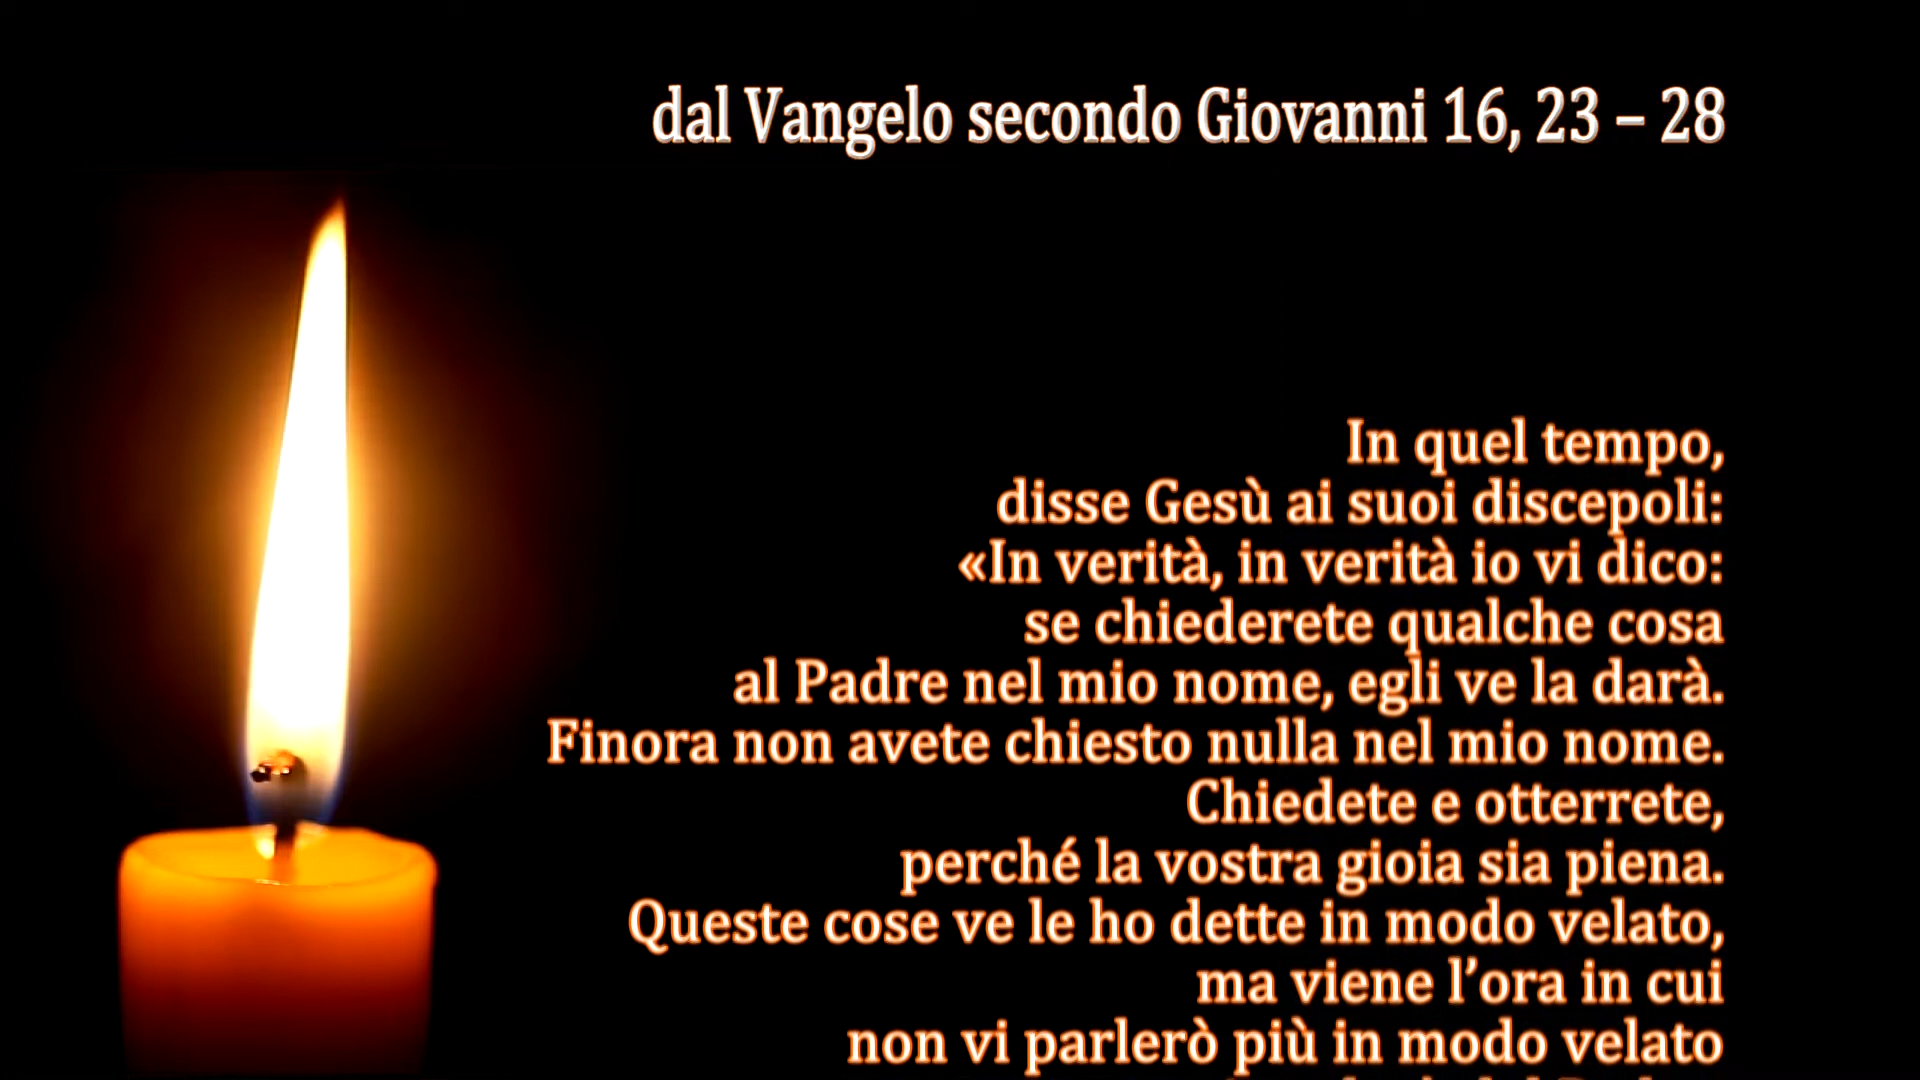 dal Vangelo secondo Giovanni 16, 23 – 28
In quel tempo,
disse Gesù ai suoi discepoli:
«In verità, in verità io vi dico:
se chiederete qualche cosa
al Padre nel mio nome, egli ve la darà.
Finora non avete chiesto nulla nel mio nome.
Chiedete e otterrete,
perché la vostra gioia sia piena.
Queste cose ve le ho dette in modo velato,
ma viene l’ora in cui
non vi parlerò più in modo velato